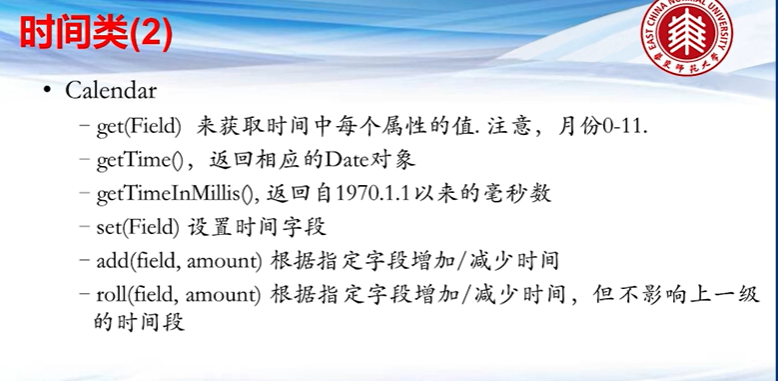 时间类(2)
EAST CHINA NORMAL UNIVERSITY
華東師范大學
• Calendar
– get(Field) 来获取时间中每个属性的值. 注意，月份0-11.
– getTime()，返回相应的Date对象
– getTimeInMillis(), 返回自1970.1.1以来的毫秒数
– set(Field) 设置时间字段
– add(field, amount) 根据指定字段增加/减少时间
– roll(field, amount) 根据指定字段增加/减少时间，但不影响上一级
的时间段